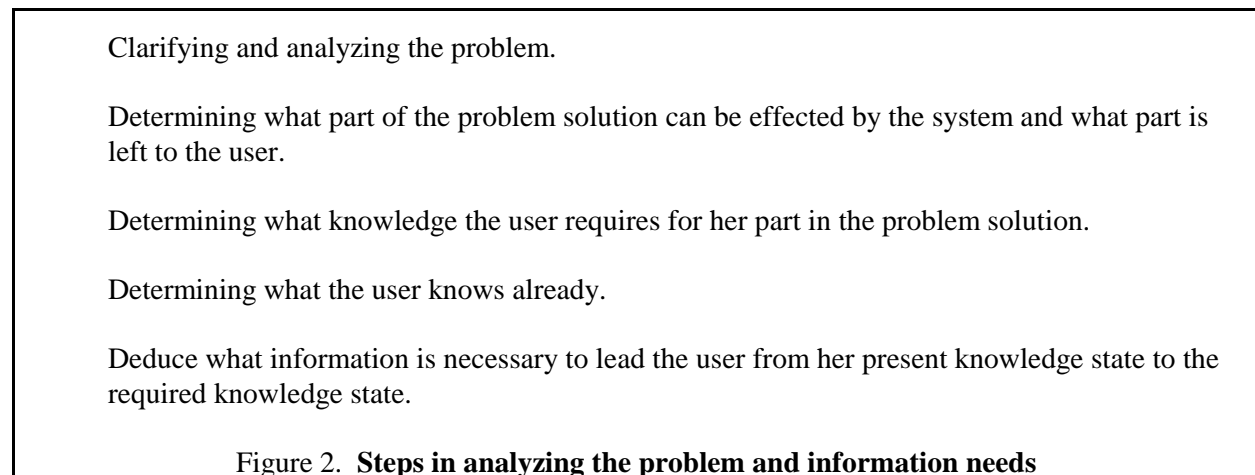 Clarifying and analyzing the problem.
Determining what part of the problem solution can be effected by the system and what part is
left to the user.
Determining what knowledge the user requires for her part in the problem solution.
Determining what the user knows already.
Deduce what information is necessary to lead the user from her present knowledge state to the
required knowledge state.
Figure 2. Steps in analyzing the problem and information needs